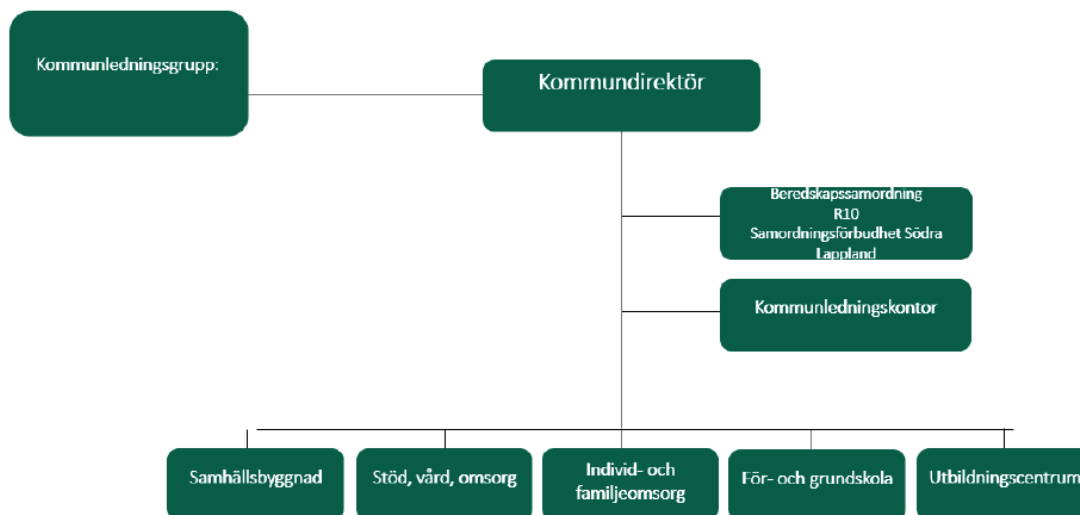 Kommunledningsgrupp:
Kommundirektör
Beredskapssamordning
R10
Samordningsförbudhet Södra
Lappland
Kommunledningskontor
Samhällsbyggnad
Stöd, vård, omsorg
Individ- och
familjeomsorg
För- och grundskola
Utbildningscentrum